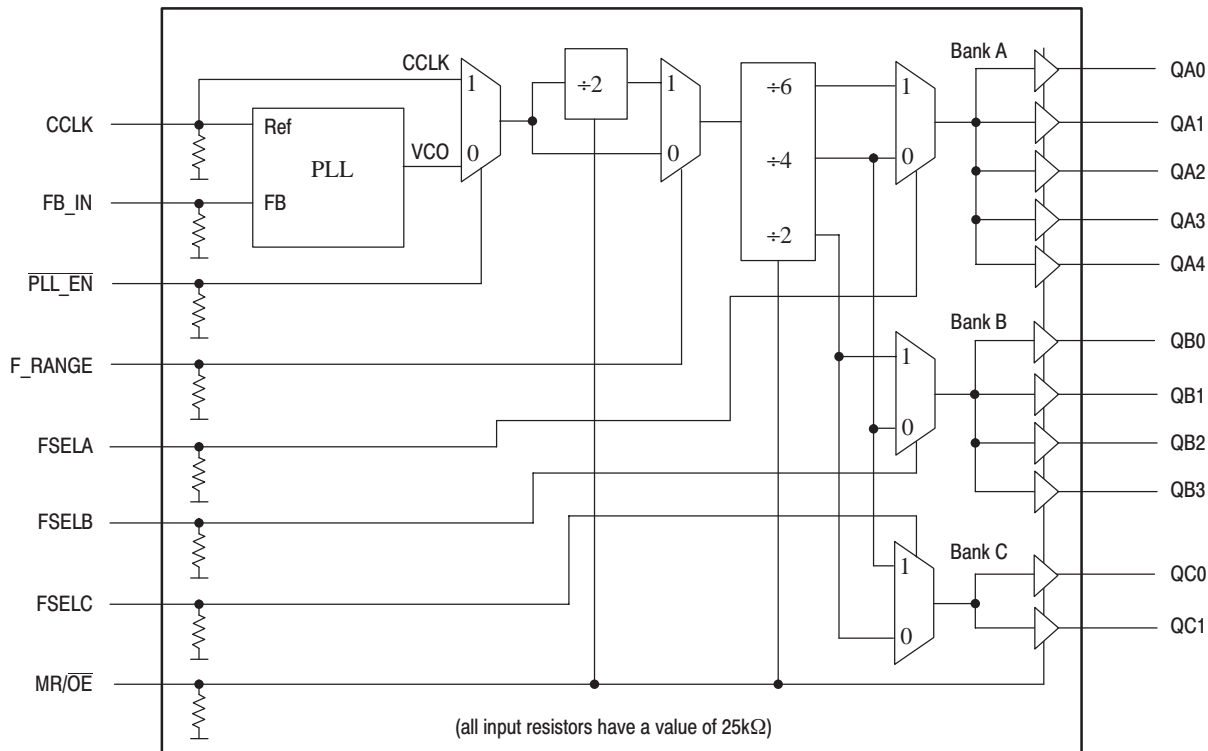 Bank A
QA0
CCLK
1
÷2
1
÷6
1
CCLK
Ref
QA1
VCO
0
0
÷4
0
PLL
QA2
FB_IN
FB
QA3
÷2
QA4
PLL_EN
Bank B
QB0
F_RANGE
1
QB1
0
QB2
FSELA
QB3
FSELB
Bank C
1
QC0
FSELC
0
QC1
MR/OE
(all input resistors have a value of 25kΩ)